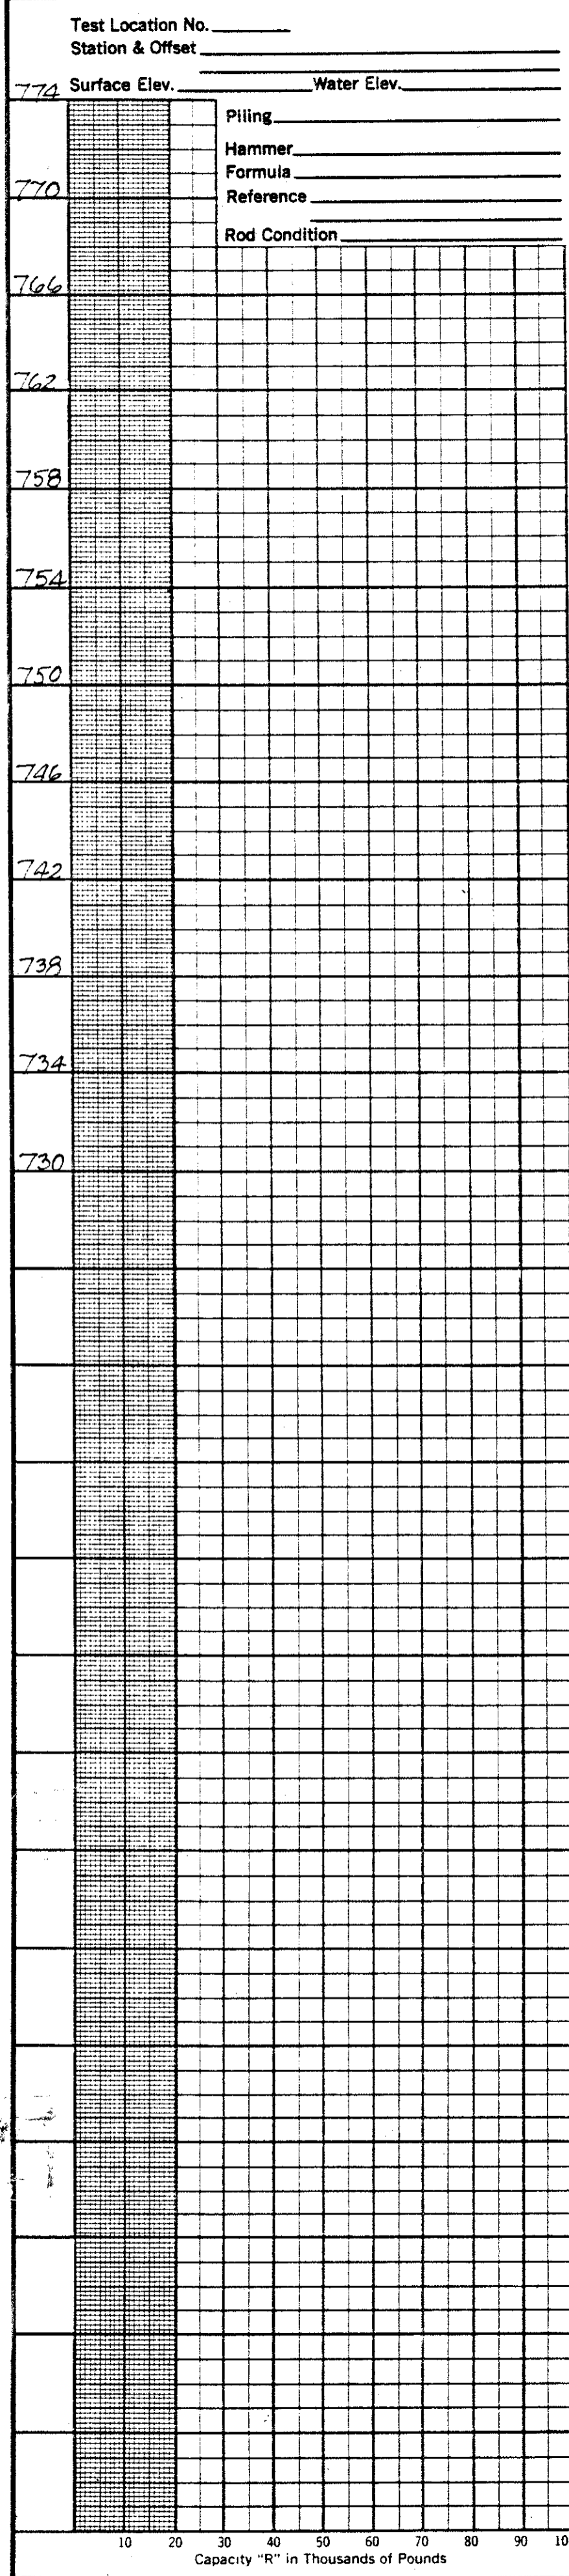 Test Location No.
Station & Offset
Surface Elev. Water Elev.
774
Piling
Hammer
770
Formula
Reference
Rod Condition
766
762
758
754
750
746
742
738
734
730
10 20 30 40 50 60 70 80 90 10
Capacity "R" in Thousands of Pounds